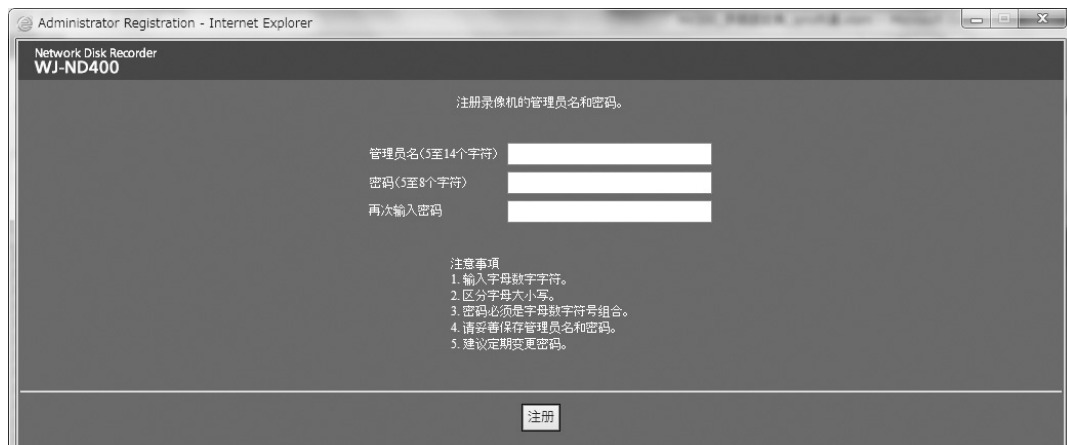 Administrator Registration - Internet Explorer
Network Disk Recorder
WJ-ND400
注册录像机的管理员名和密码。
管理员名(5至14个字符)
密码(5至8个字符)
再次输入密码
注意事項
1. 输入字母数字字符。
2. 区分字母大小写。
3. 密码必须是字母数字符号组合。
4. 请妥善保存管理员名和密码。
5. 建议定期变更密码。
注册